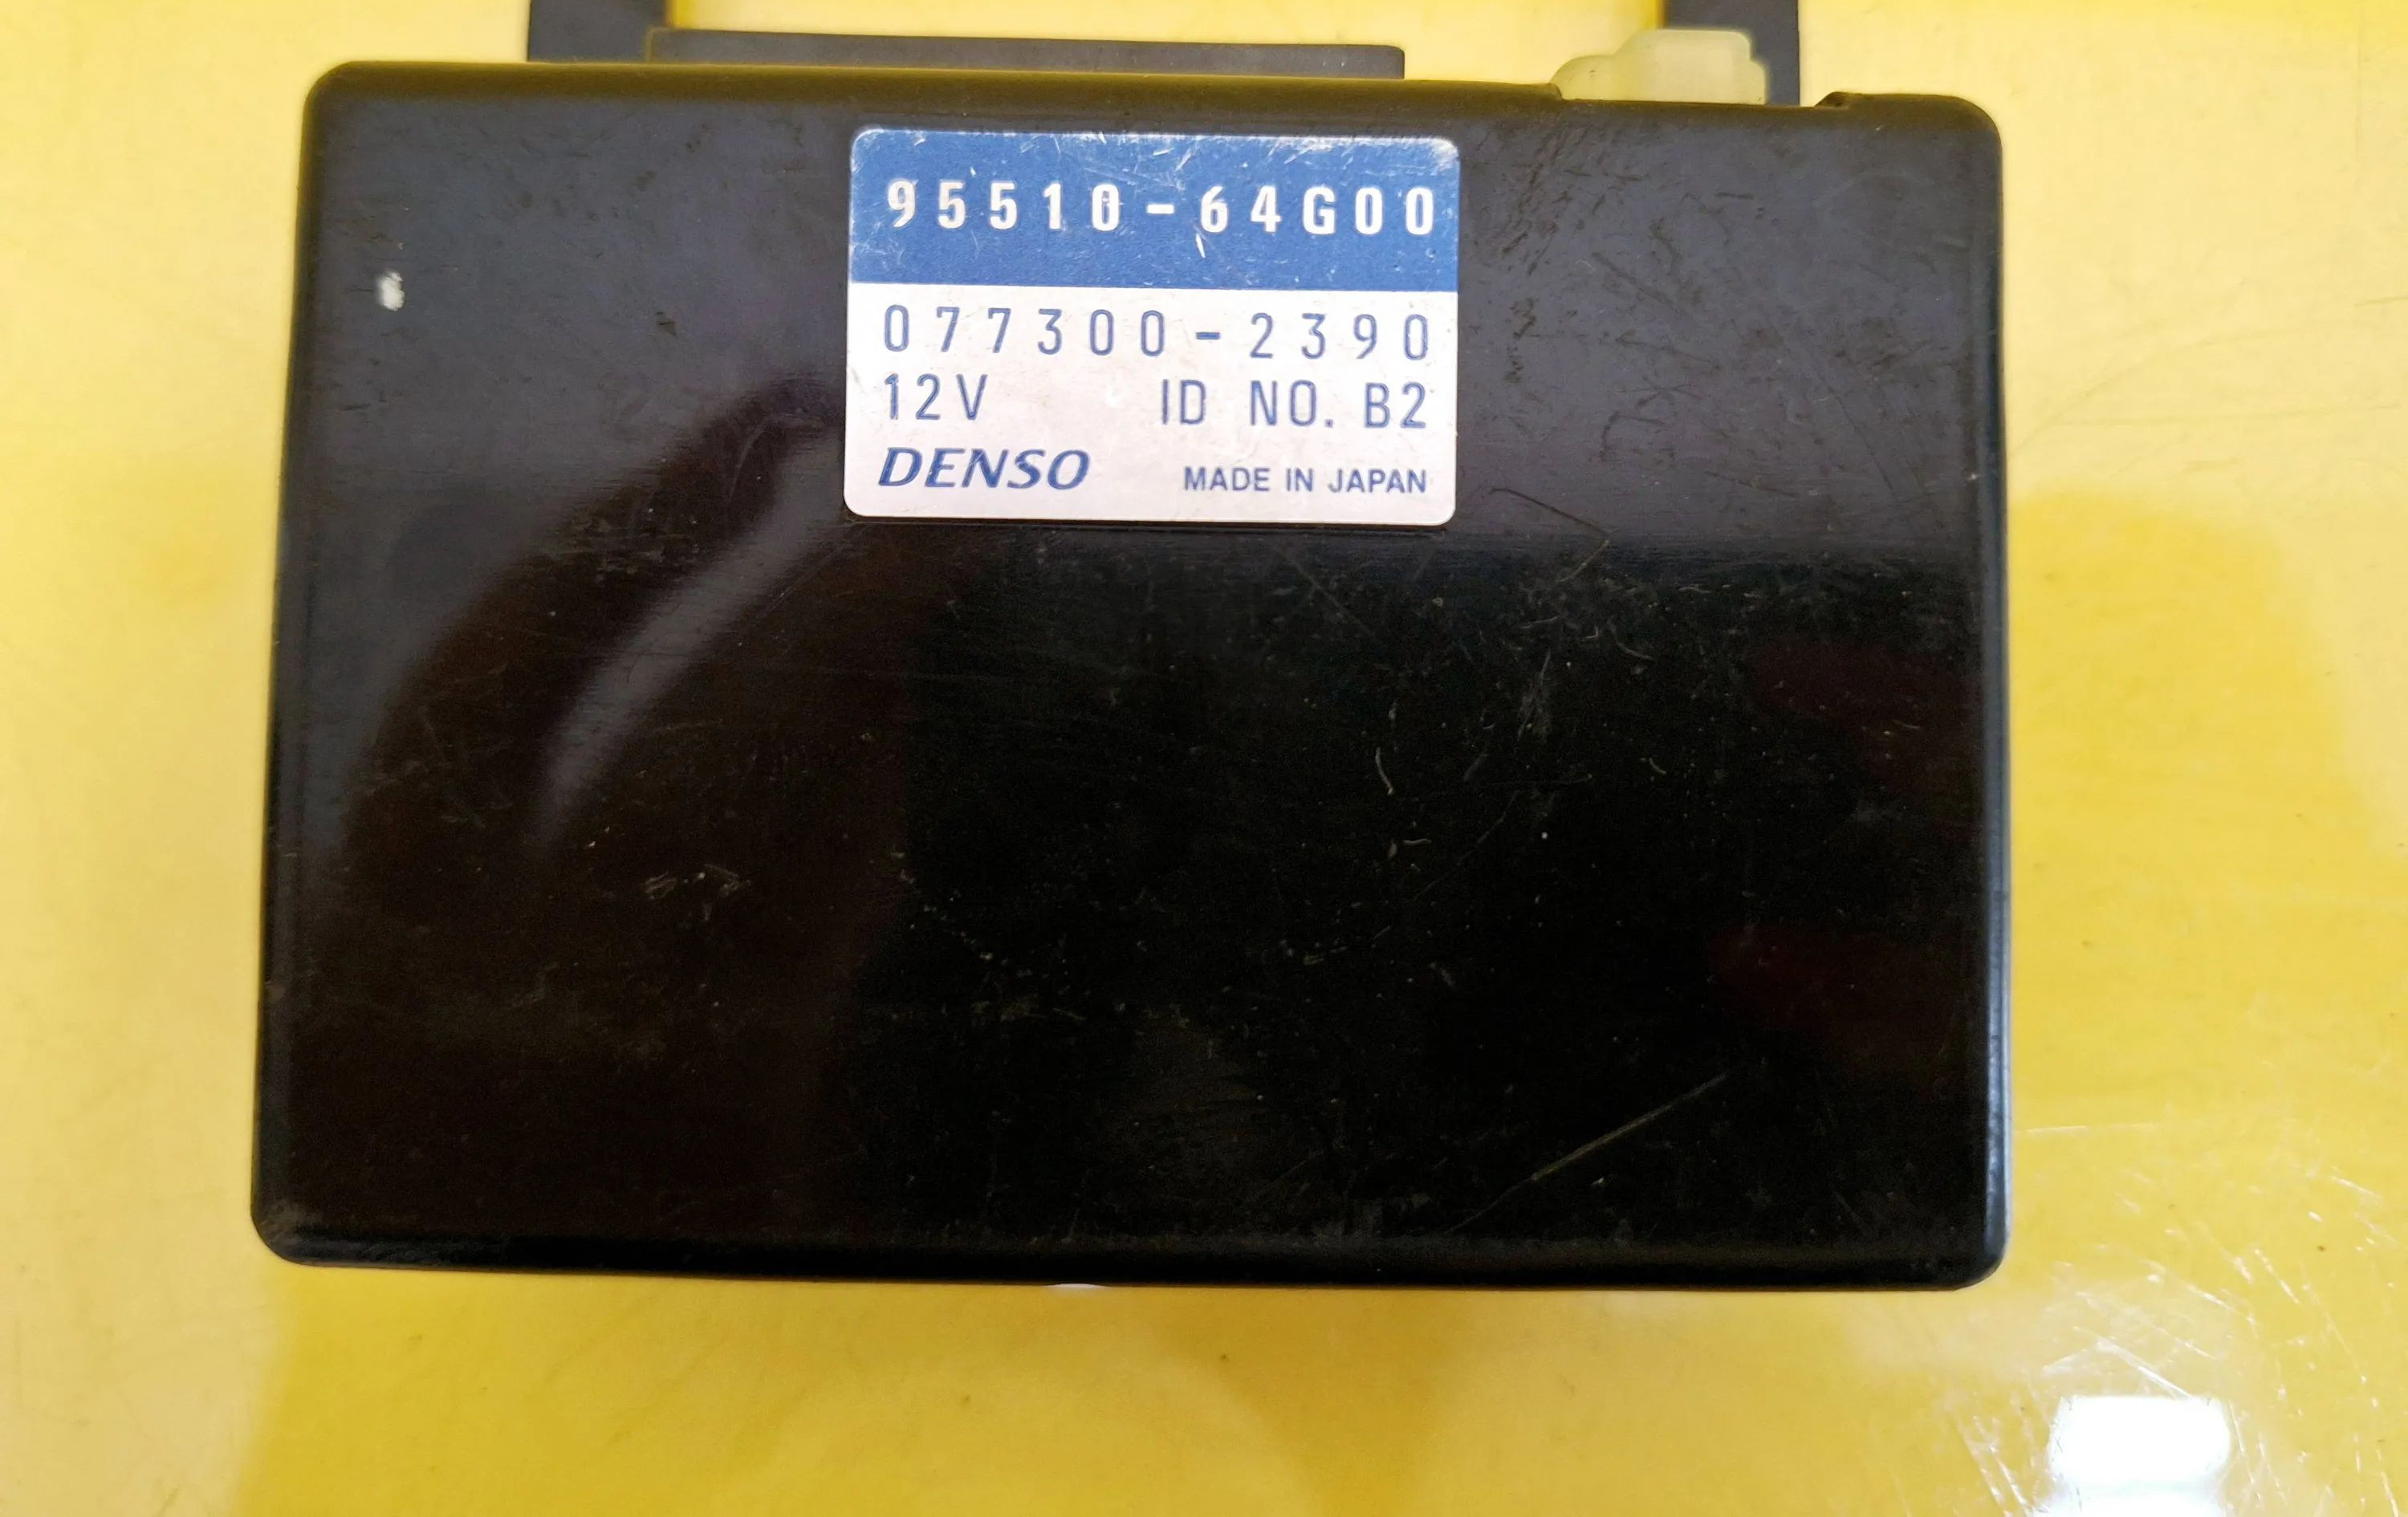 95510-64G00
077300-2390
12V ID NO. B2
DENSO MADE IN JAPAN